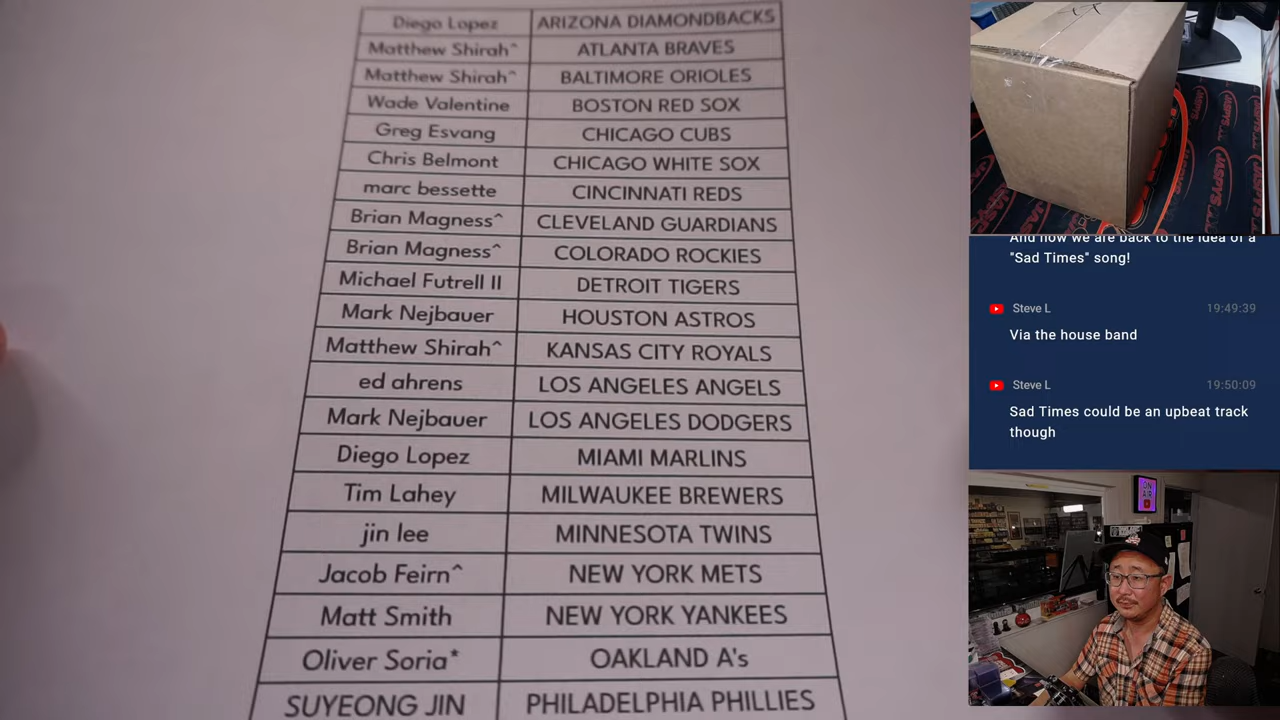 Diego Lopez ARIZONA DIAMONDBACKS
Matthew Shirah^ ATLANTA BRAVES
Matthew Shirah^ BALTIMORE ORIOLES
Wade Valentine BOSTON RED SOX
Greg Esvang CHICAGO CUBS
Chris Belmont CHICAGO WHITE SOX
marc bessette CINCINNATI REDS
Brian Magness^ CLEVELAND GUARDIANS
Brian Magness^ COLORADO ROCKIES
Michael Futrell II DETROIT TIGERS
Mark Nejbauer HOUSTON ASTROS
Matthew Shirah^ KANSAS CITY ROYALS
ed ahrens LOS ANGELES ANGELS
Mark Nejbauer LOS ANGELES DODGERS
Diego Lopez MIAMI MARLINS
Tim Lahey MILWAUKEE BREWERS
jin lee MINNESOTA TWINS
Jacob Feirn^ NEW YORK METS
Matt Smith NEW YORK YANKEES
Oliver Soria* OAKLAND A's
SUYEONG JIN PHILADELPHIA PHILLIES
JASPYS
And now we are back to the idea of a
"Sad Times" song!
Steve L 19:49:39
Via the house band
Steve L 19:50:09
Sad Times could be an upbeat track
though
ON
AIR